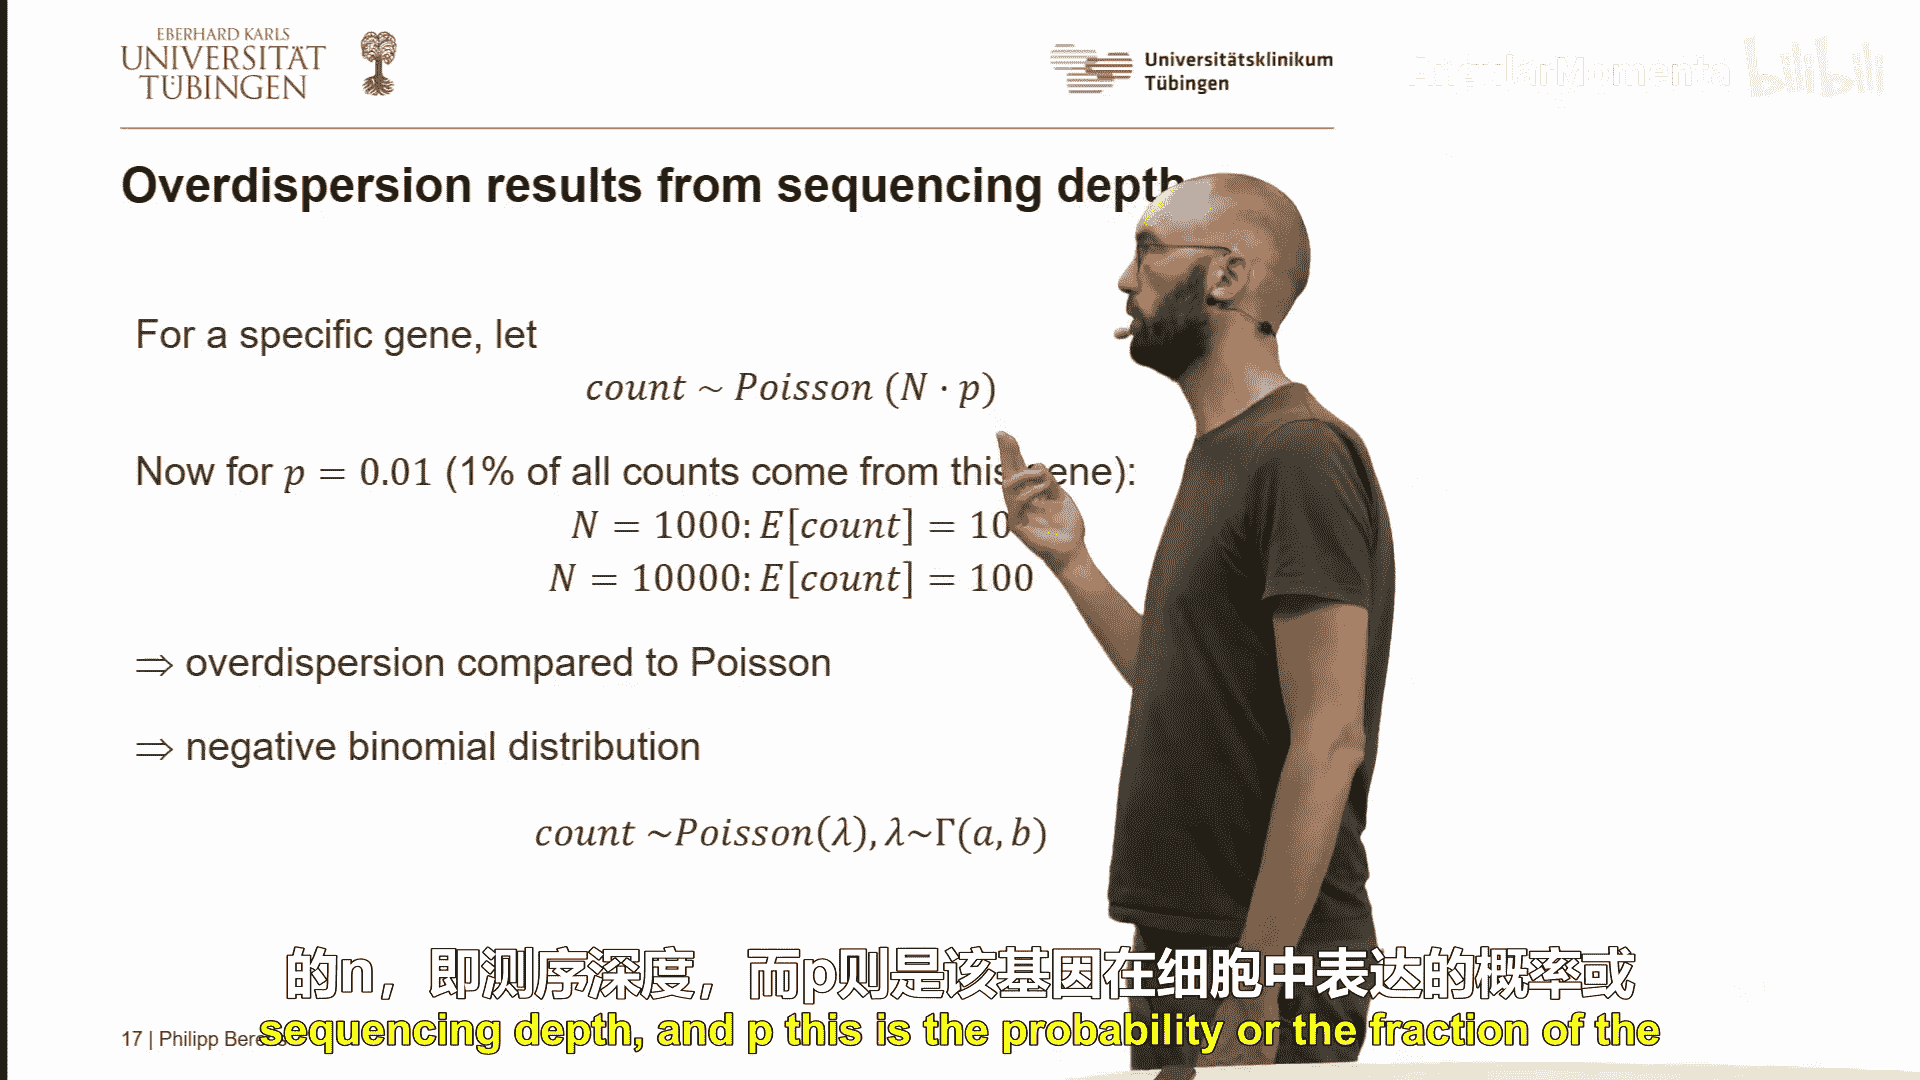 EBERHARD KARLS
UNIVERSITÄT
TÜBINGEN
Universitätsklinikum
Tübingen
AngularMomenta bilibili
Overdispersion results from sequencing depth
For a specific gene, let
count ~ Poisson (N · p)
Now for p = 0.01 (1% of all counts come from this gene):
N = 1000: E[count] = 10
N = 10000: E[count] = 100
⇒ overdispersion compared to Poisson
⇒ negative binomial distribution
count ~Poisson(λ), λ~Γ(a, b)
的n，即测序深度，而p则是该基因在细胞中表达的概率或
17 | Philipp Berens
sequencing depth, and p this is the probability or the fraction of the